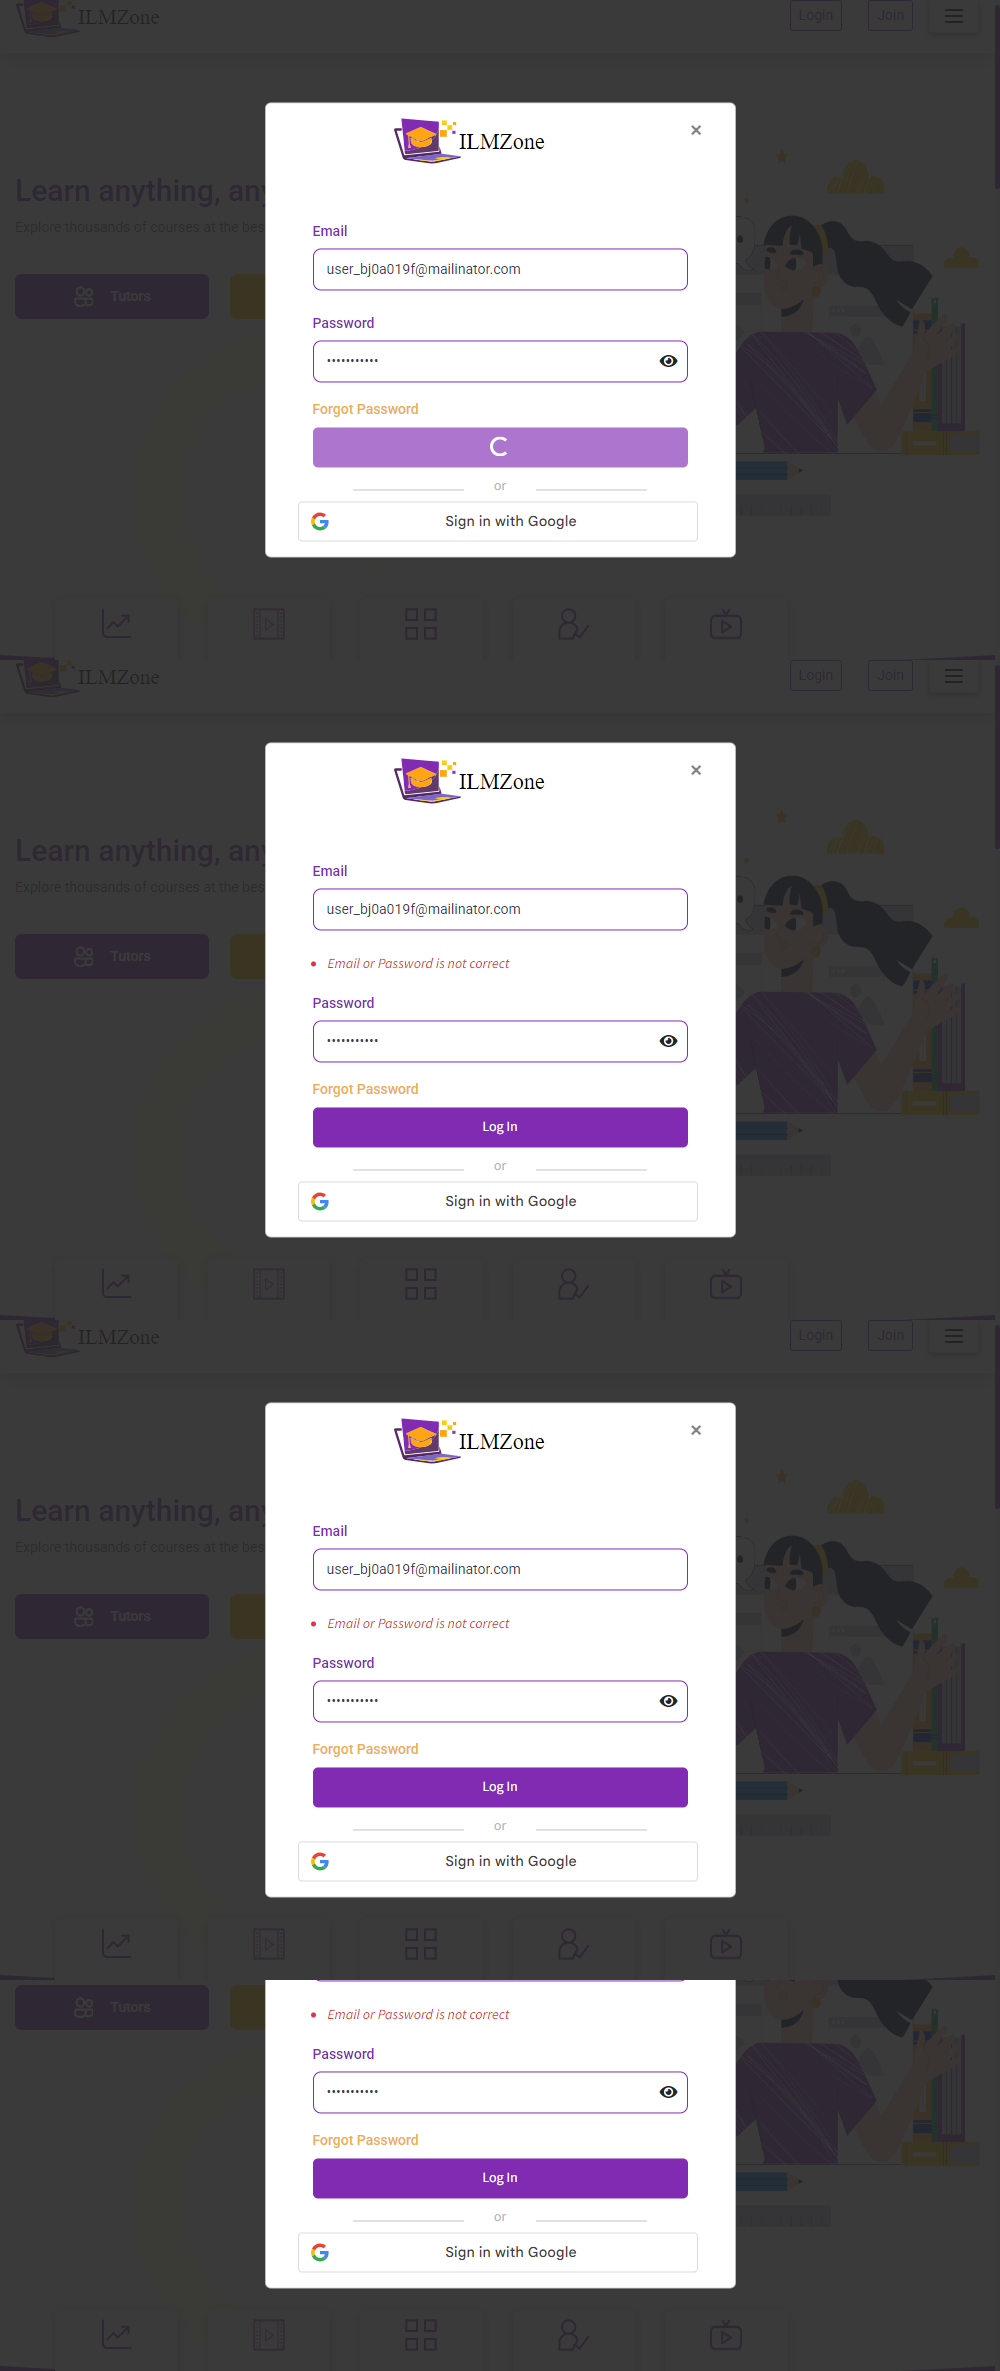 ILMZone
Login
Join
ILMZone
×
Learn anything, any
Explore thousands of courses at the bes
Tutors
Email
user_bj0a019f@mailinator.com
Password
•••••••••••
Forgot Password
or
Sign in with Google
ILMZone
Login
Join
ILMZone
×
Learn anything, any
Explore thousands of courses at the bes
Tutors
Email
user_bj0a019f@mailinator.com
• Email or Password is not correct
Password
•••••••••••
Forgot Password
Log In
or
Sign in with Google
ILMZone
Login
Join
ILMZone
×
Learn anything, any
Explore thousands of courses at the bes
Tutors
Email
user_bj0a019f@mailinator.com
• Email or Password is not correct
Password
•••••••••••
Forgot Password
Log In
or
Sign in with Google
Tutors
• Email or Password is not correct
Password
•••••••••••
Forgot Password
Log In
or
Sign in with Google